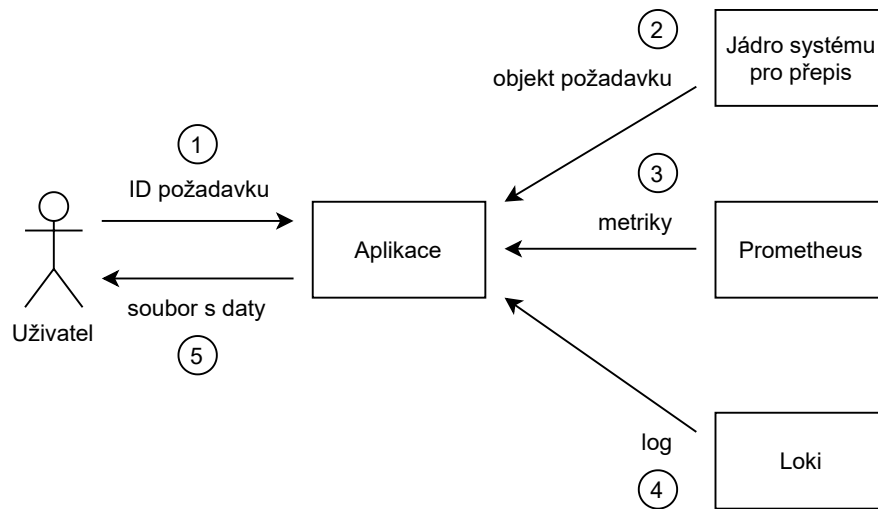 2
Jádro systému
pro přepis
objekt požadavku
1
ID požadavku
3
metriky
Aplikace
Prometheus
soubor s daty
Uživatel
5
log
4
Loki